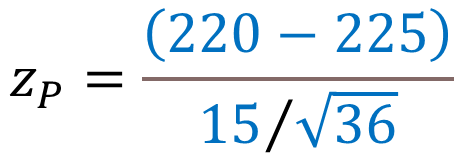 z_P = (220 − 225) / (15/√36)